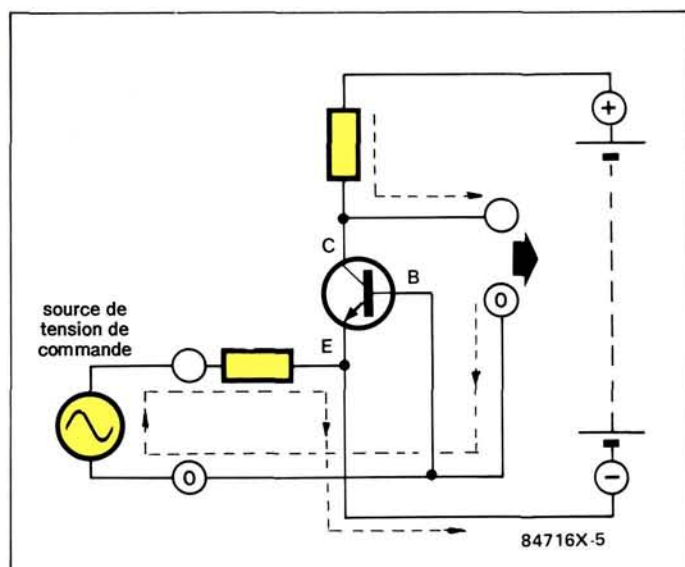 +
C
B
0
source de
tension de
commande
E
0
−
84716X-5